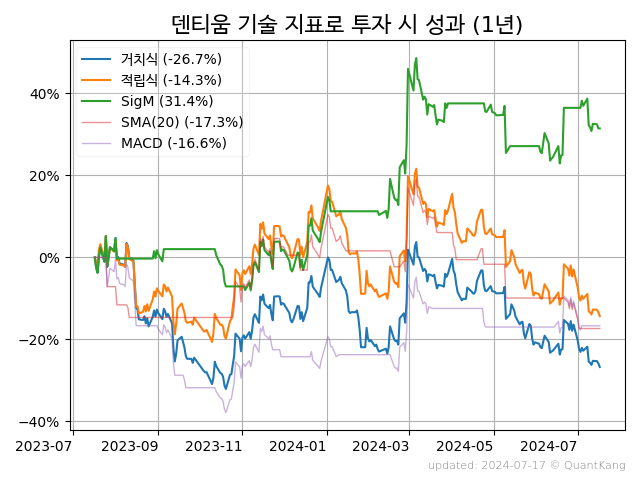 덴티움 기술 지표로 투자 시 성과 (1년)
거치식 (-26.7%)
적립식 (-14.3%)
SigM (31.4%)
SMA(20) (-17.3%)
MACD (-16.6%)
40%
20%
0%
−20%
−40%
2023-07 2023-09 2023-11 2024-01 2024-03 2024-05 2024-07
updated: 2024-07-17 © QuantKang